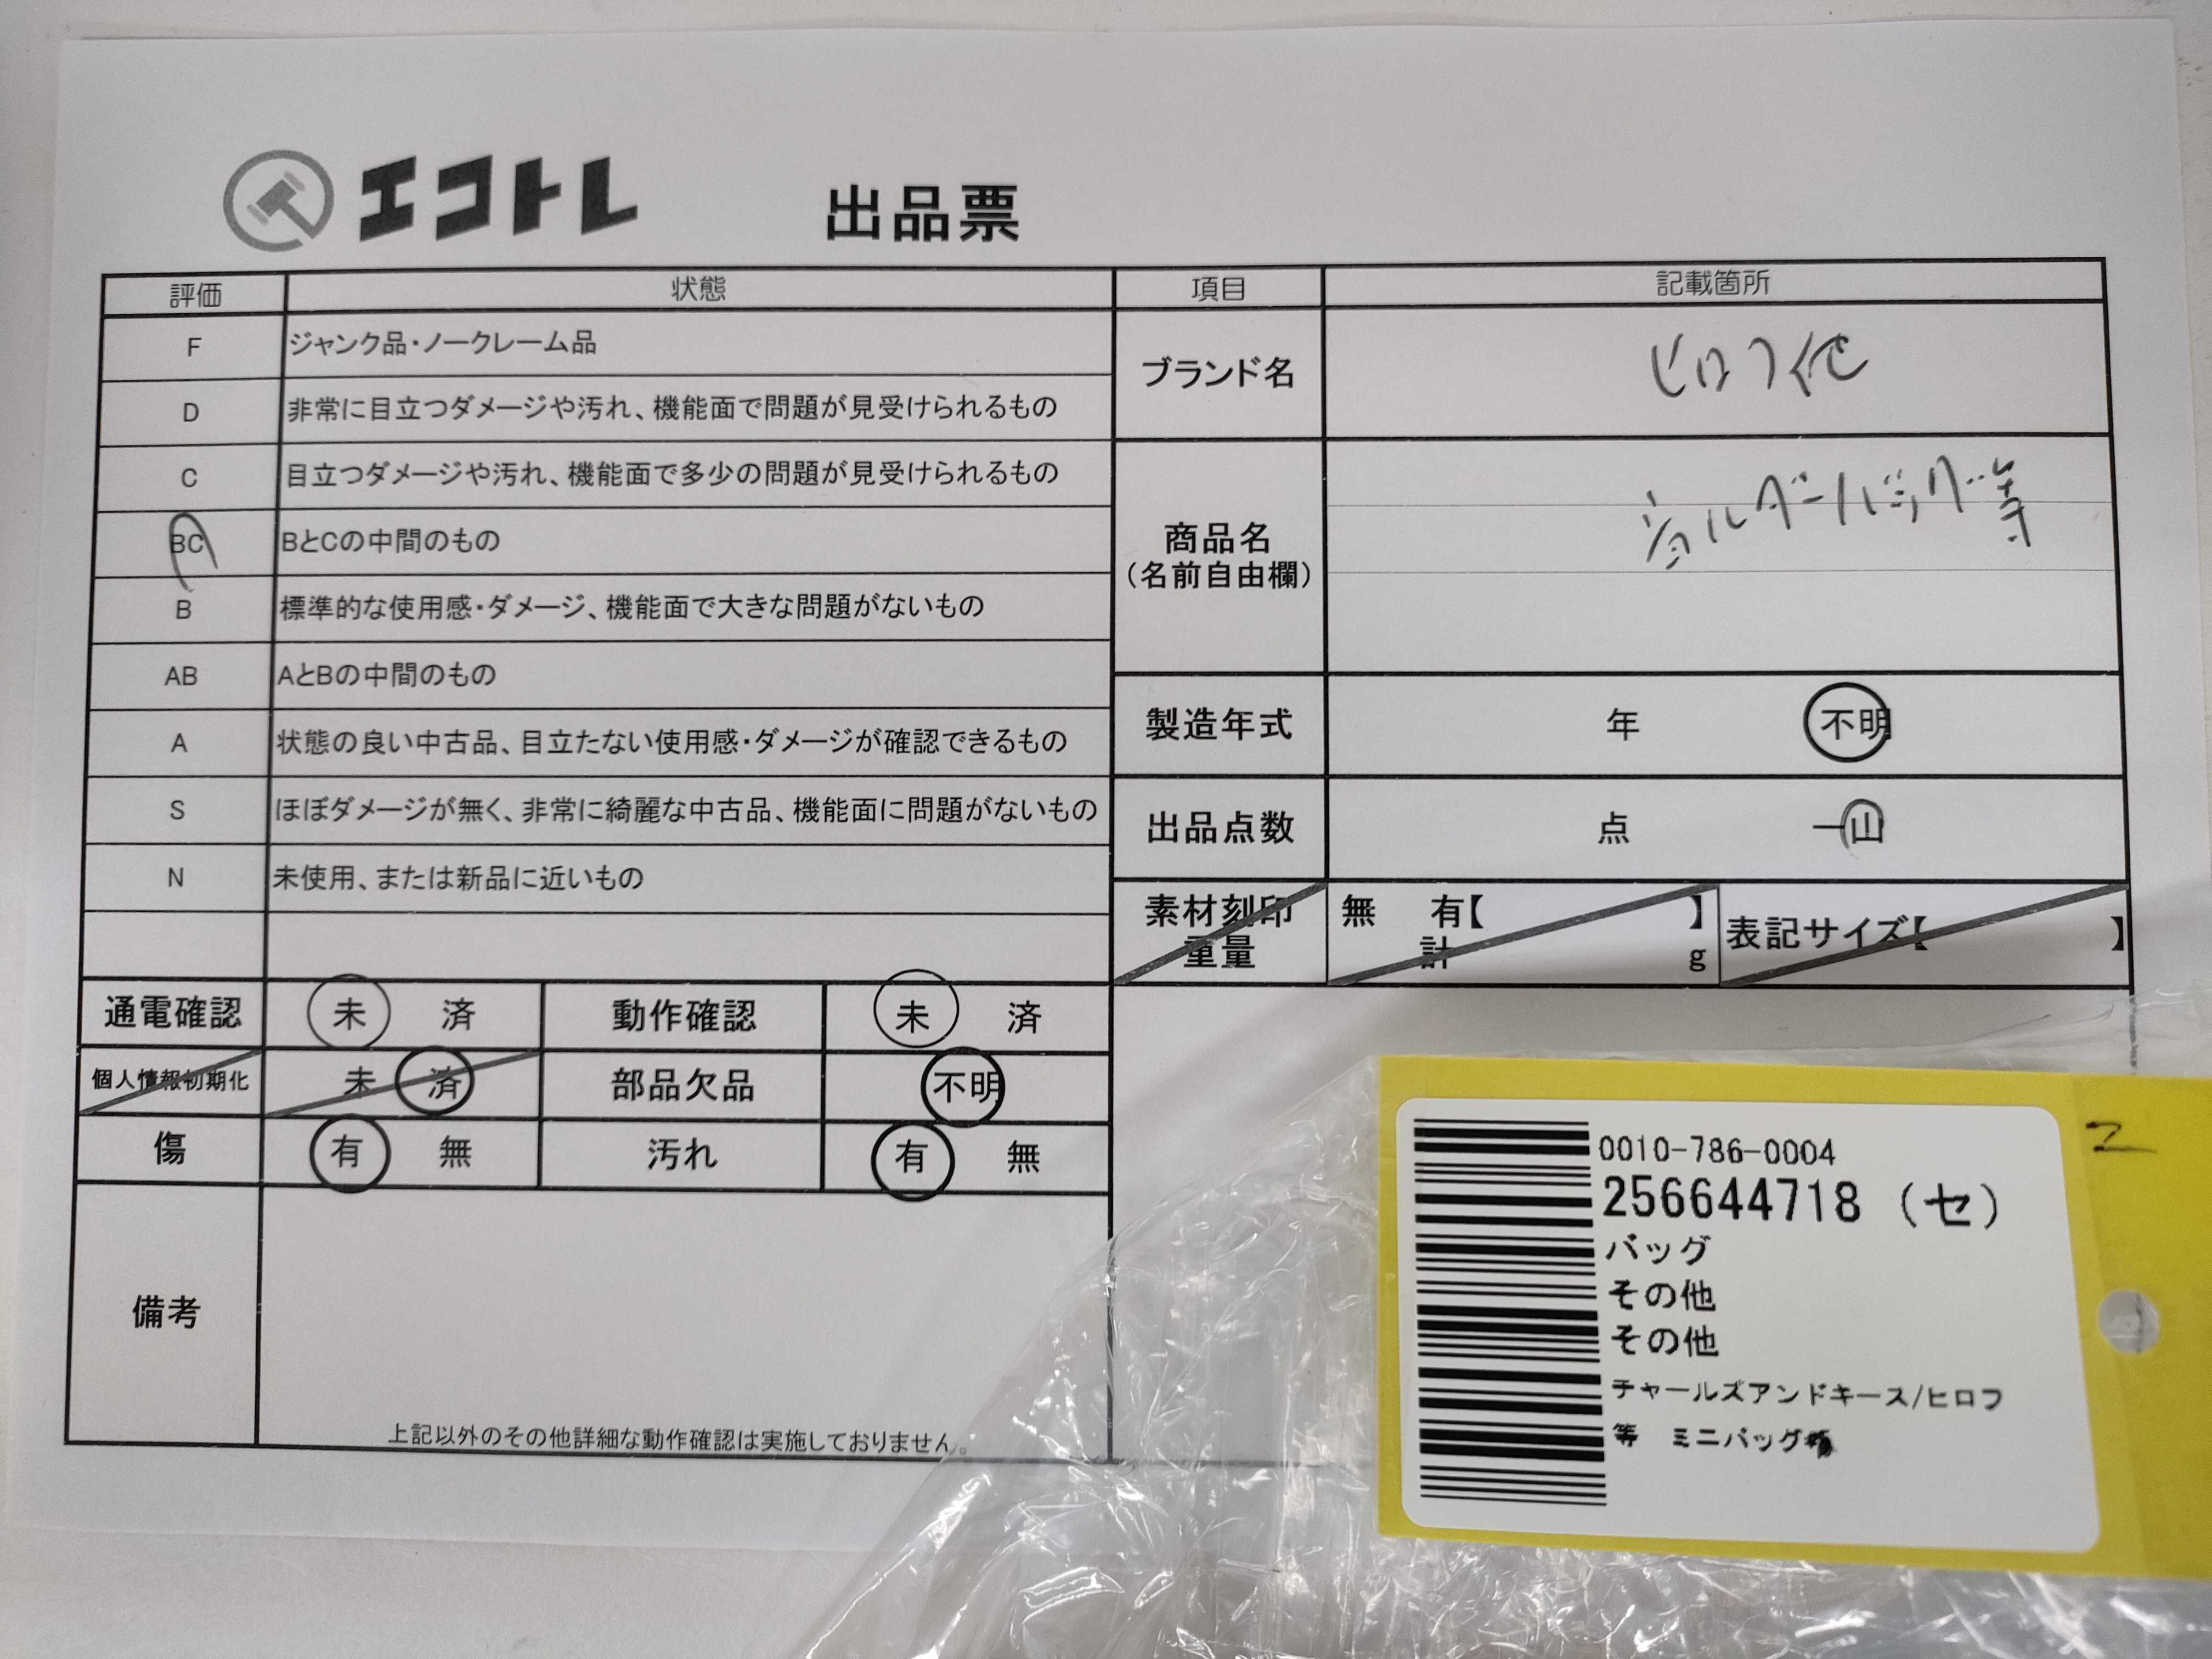 エコトレ 出品票
評価 状態 項目 記載箇所
F ジャンク品・ノークレーム品
D 非常に目立つダメージや汚れ、機能面で問題が見受けられるもの
C 目立つダメージや汚れ、機能面で多少の問題が見受けられるもの
BC BとCの中間のもの
B 標準的な使用感・ダメージ、機能面で大きな問題がないもの
AB AとBの中間のもの
A 状態の良い中古品、目立たない使用感・ダメージが確認できるもの
S ほぼダメージが無く、非常に綺麗な中古品、機能面に問題がないもの
N 未使用、または新品に近いもの
ブランド名 ヒロフ他
商品名 ショルダーバッグ等
(名前自由欄)
製造年式 年 不明
出品点数 点 一山
素材刻印 無 有【 】 表記サイズ【 】
重量 計 g
通電確認 未 済 動作確認 未 済
個人情報初期化 未 済 部品欠品 不明
傷 有 無 汚れ 有 無
備考
上記以外のその他詳細な動作確認は実施しておりません。
0010-786-0004
256644718 (セ)
バッグ
その他
その他
チャールズアンドキース/ヒロフ
等 ミニバッグ